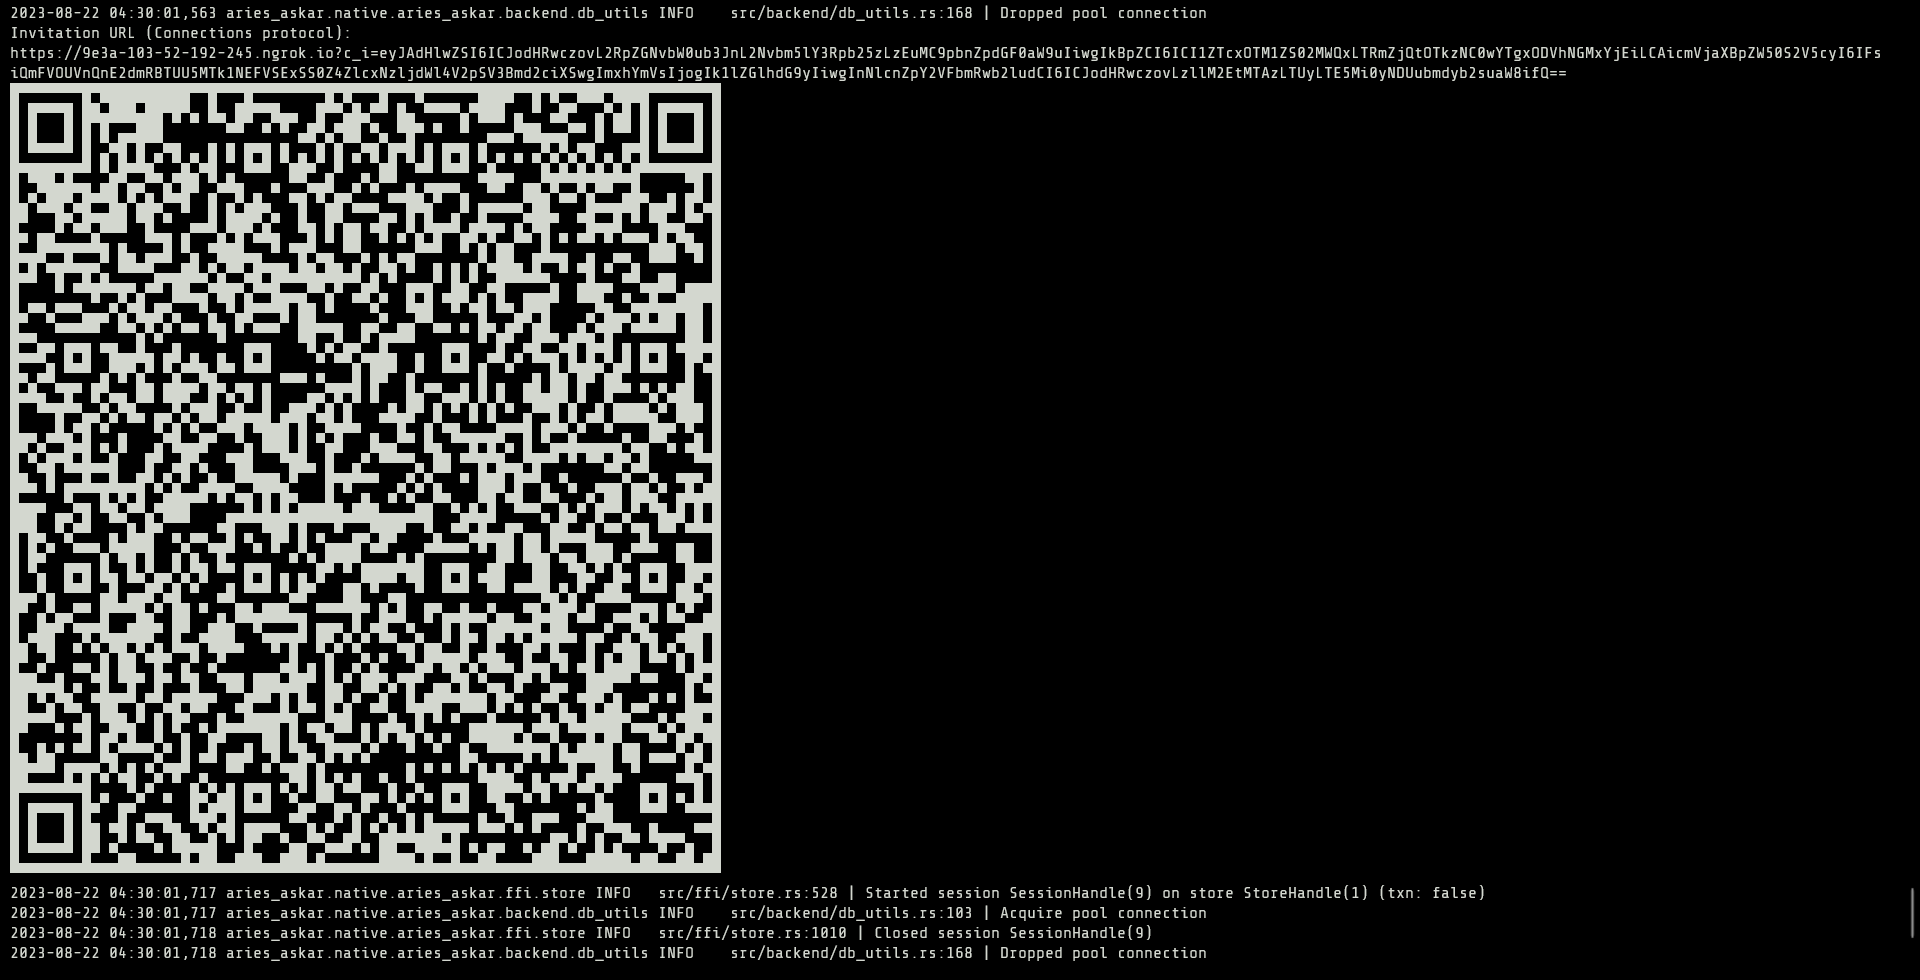 2023-08-22 04:30:01,563 aries_askar.native.aries_askar.backend.db_utils INFO    src/backend/db_utils.rs:168 | Dropped pool connection
Invitation URL (Connections protocol):
https://9e3a-103-52-192-245.ngrok.io?c_i=eyJAdHlwZSI6ICJodHRwczovL2RpZGNvbW0ub3JnL2Nvbm5lY3Rpb25zLzEuMC9pbnZpdGF0aW9uIiwgIkBpZCI6ICI1ZTcxOTM1ZS02MWQxLTRmZjQtOTkzNC0wYTgxODVhNGMxYjEiLCAicmVjaXBpZW50S2V5cyI6IFs
iQmFVOUVnQnE2dmRBTUU5MTk1NEFVSExSS0Z4ZlcxNzljdWl4V2pSV3Bmd2ciXSwgImxhYmVsIjogIk1lZGlhdG9yIiwgInNlcnZpY2VFbmRwb2ludCI6ICJodHRwczovLzllM2EtMTAzLTUyLTE5Mi0yNDUubmdyb2suaW8ifQ==
2023-08-22 04:30:01,717 aries_askar.native.aries_askar.ffi.store INFO   src/ffi/store.rs:528 | Started session SessionHandle(9) on store StoreHandle(1) (txn: false)
2023-08-22 04:30:01,717 aries_askar.native.aries_askar.backend.db_utils INFO    src/backend/db_utils.rs:103 | Acquire pool connection
2023-08-22 04:30:01,718 aries_askar.native.aries_askar.ffi.store INFO   src/ffi/store.rs:1010 | Closed session SessionHandle(9)
2023-08-22 04:30:01,718 aries_askar.native.aries_askar.backend.db_utils INFO    src/backend/db_utils.rs:168 | Dropped pool connection